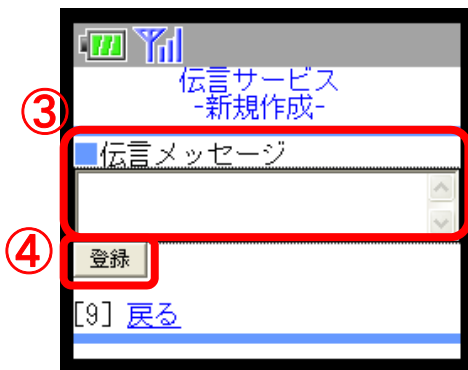 伝言サービス
-新規作成-
③
■伝言メッセージ
④
登録
[9] 戻る